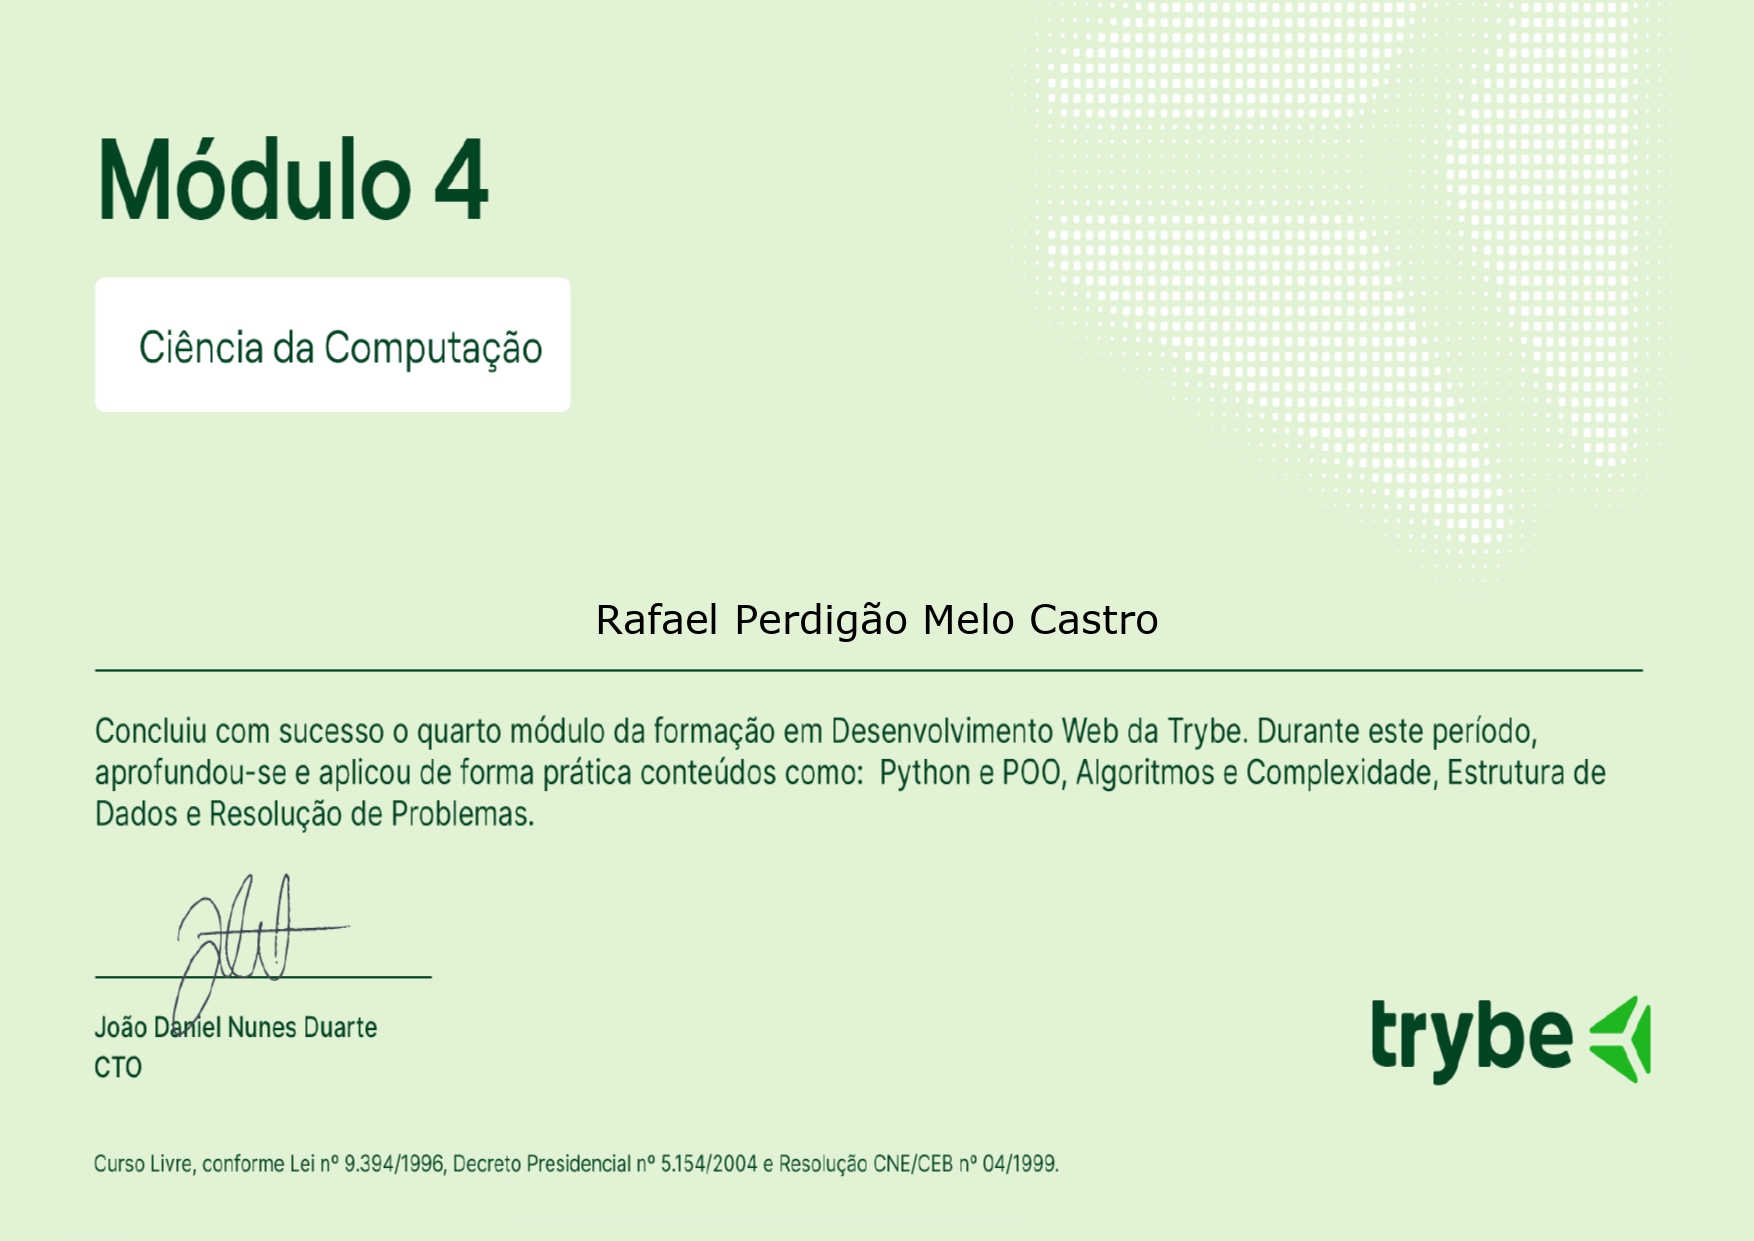 Módulo 4
Ciência da Computação
Rafael Perdigão Melo Castro
Concluiu com sucesso o quarto módulo da formação em Desenvolvimento Web da Trybe. Durante este período,
aprofundou-se e aplicou de forma prática conteúdos como:  Python e POO, Algoritmos e Complexidade, Estrutura de
Dados e Resolução de Problemas.
João Daniel Nunes Duarte
CTO
trybe
Curso Livre, conforme Lei nº 9.394/1996, Decreto Presidencial nº 5.154/2004 e Resolução CNE/CEB nº 04/1999.